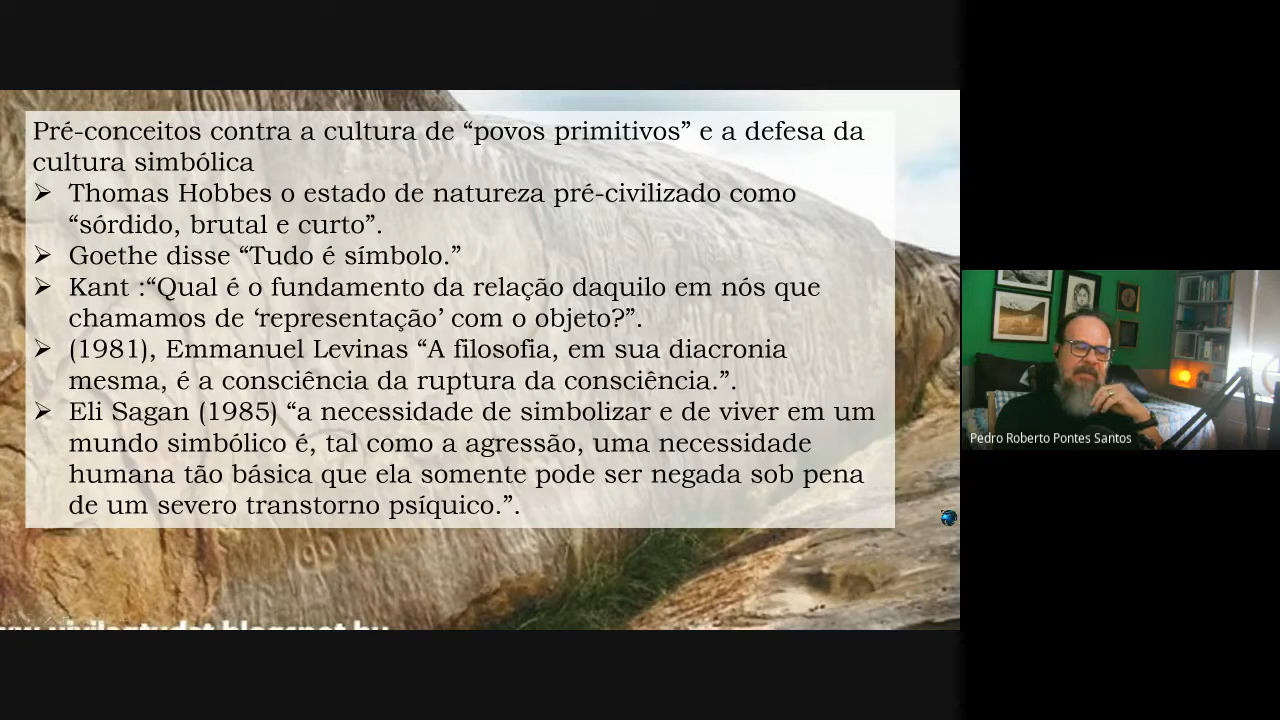 Pré-conceitos contra a cultura de “povos primitivos” e a defesa da
cultura simbólica
➢ Thomas Hobbes o estado de natureza pré-civilizado como
“sórdido, brutal e curto”.
➢ Goethe disse “Tudo é símbolo.”
➢ Kant :“Qual é o fundamento da relação daquilo em nós que
chamamos de ‘representação’ com o objeto?”.
➢ (1981), Emmanuel Levinas “A filosofia, em sua diacronia
mesma, é a consciência da ruptura da consciência.”.
➢ Eli Sagan (1985) “a necessidade de simbolizar e de viver em um
mundo simbólico é, tal como a agressão, uma necessidade
humana tão básica que ela somente pode ser negada sob pena
de um severo transtorno psíquico.”.
Pedro Roberto Pontes Santos